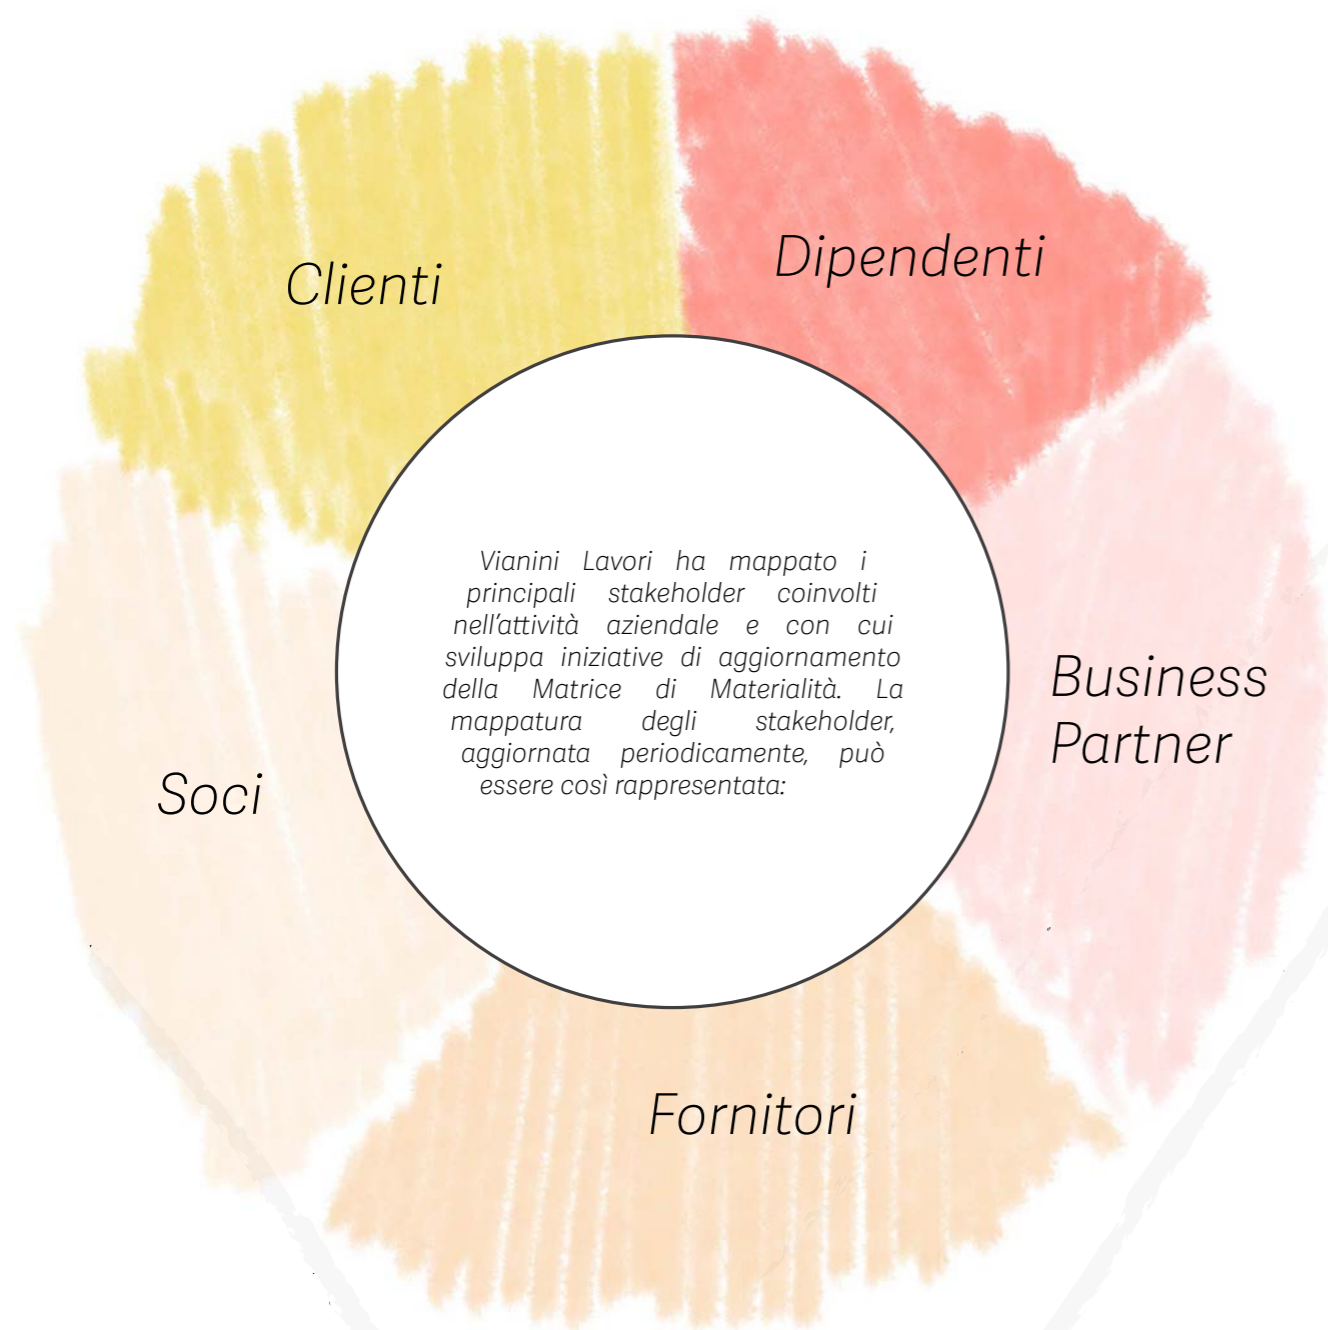 Clienti
Dipendenti
Vianini Lavori ha mappato i
principali stakeholder coinvolti
nell'attività aziendale e con cui
sviluppa iniziative di aggiornamento
della Matrice di Materialità. La
mappatura degli stakeholder,
aggiornata periodicamente, può
essere così rappresentata:
Business
Partner
Soci
Fornitori